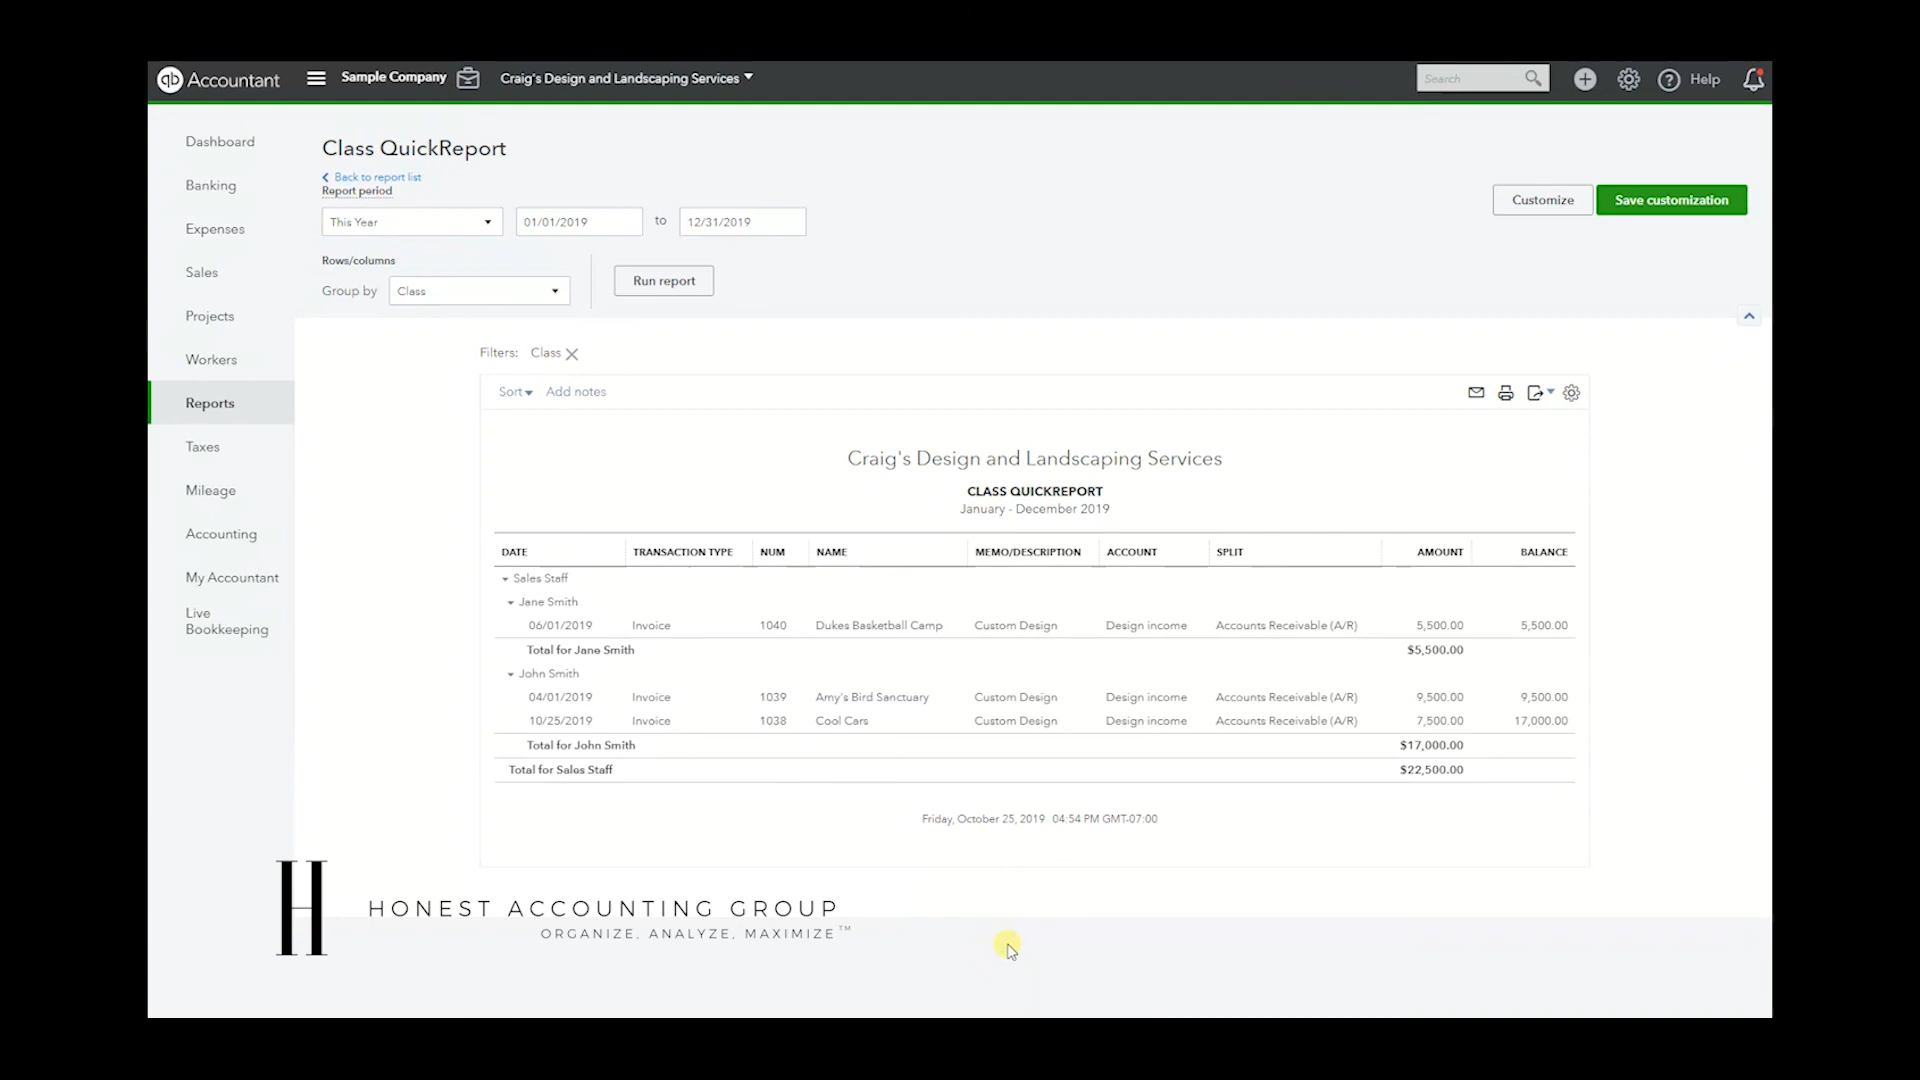 qb Accountant Sample Company Craig's Design and Landscaping Services Search Help
Dashboard
Banking
Expenses
Sales
Projects
Workers
Reports
Taxes
Mileage
Accounting
My Accountant
Live
Bookkeeping
Class QuickReport
Back to report list
Report period
This Year 01/01/2019 to 12/31/2019
Customize Save customization
Rows/columns
Group by Class Run report
Filters: Class
Sort Add notes
Craig's Design and Landscaping Services
CLASS QUICKREPORT
January - December 2019
DATE TRANSACTION TYPE NUM NAME MEMO/DESCRIPTION ACCOUNT SPLIT AMOUNT BALANCE
Sales Staff
Jane Smith
06/01/2019 Invoice 1040 Dukes Basketball Camp Custom Design Design income Accounts Receivable (A/R) 5,500.00 5,500.00
Total for Jane Smith $5,500.00
John Smith
04/01/2019 Invoice 1039 Amy's Bird Sanctuary Custom Design Design income Accounts Receivable (A/R) 9,500.00 9,500.00
10/25/2019 Invoice 1038 Cool Cars Custom Design Design income Accounts Receivable (A/R) 7,500.00 17,000.00
Total for John Smith $17,000.00
Total for Sales Staff $22,500.00
Friday, October 25, 2019 04:54 PM GMT-07:00
H
HONEST ACCOUNTING GROUP
ORGANIZE, ANALYZE, MAXIMIZE™